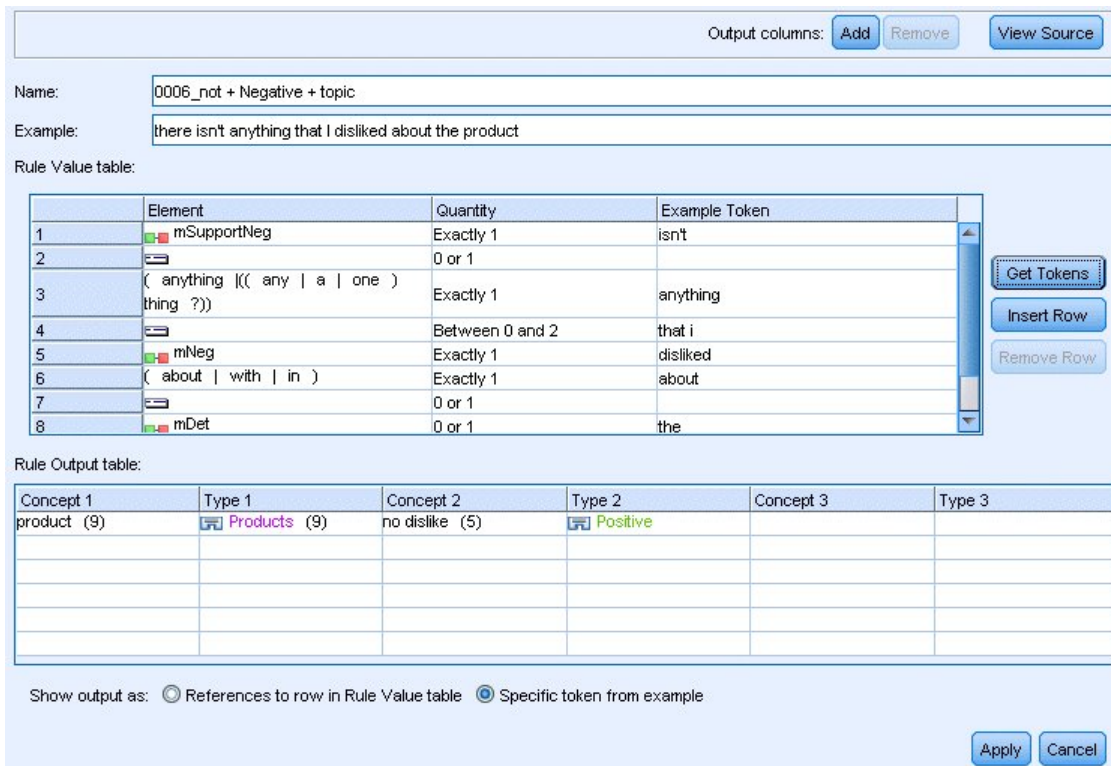 Output columns: Add Remove View Source
Name: 0006_not + Negative + topic
Example: there isn't anything that I disliked about the product
Rule Value table:
Element Quantity Example Token
1 mSupportNeg Exactly 1 isn't
2 0 or 1
3 ( anything |(( any | a | one ) thing ?)) Exactly 1 anything
4 Between 0 and 2 that i
5 mNeg Exactly 1 disliked
6 ( about | with | in ) Exactly 1 about
7 0 or 1
8 mDet 0 or 1 the
Get Tokens
Insert Row
Remove Row
Rule Output table:
Concept 1 Type 1 Concept 2 Type 2 Concept 3 Type 3
product (9) Products (9) no dislike (5) Positive
Show output as: References to row in Rule Value table Specific token from example
Apply Cancel